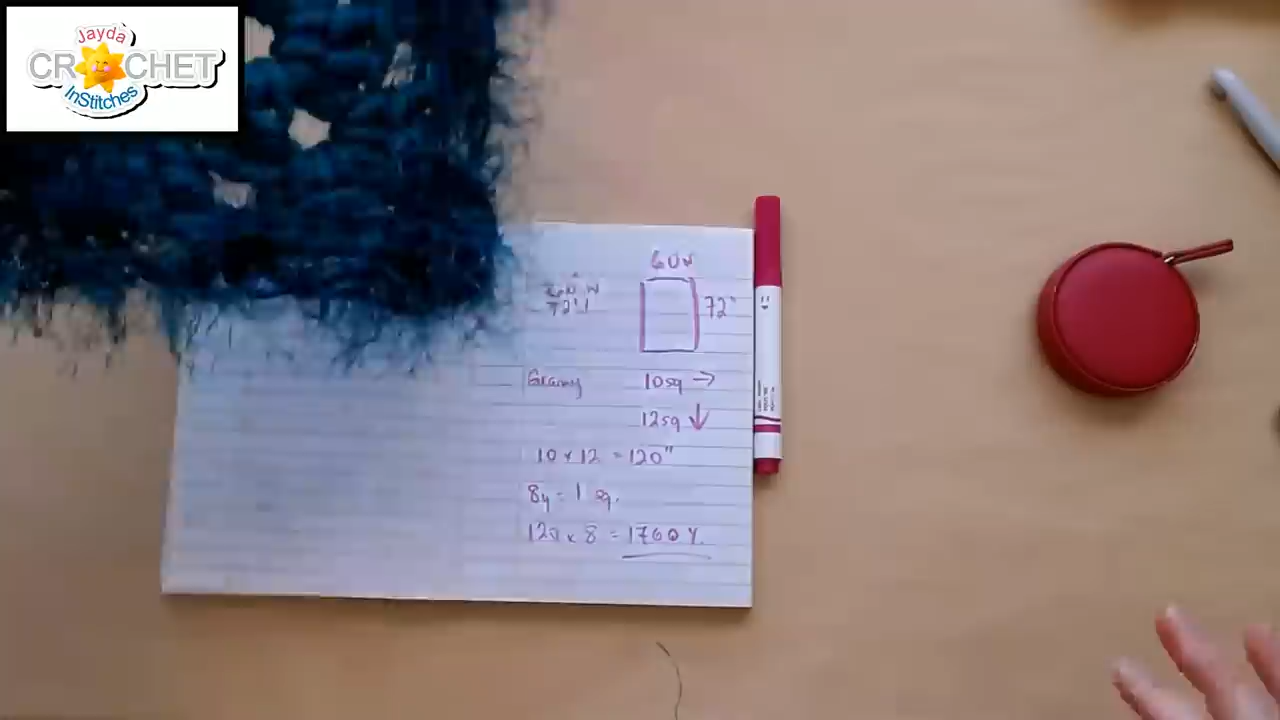 Jayda
CROCHET
InStitches
60"
72"
Granny
10sq →
12sq ↓
10 x 12 = 120"
8y = 1 sq.
120 x 8 = 1760 Y.